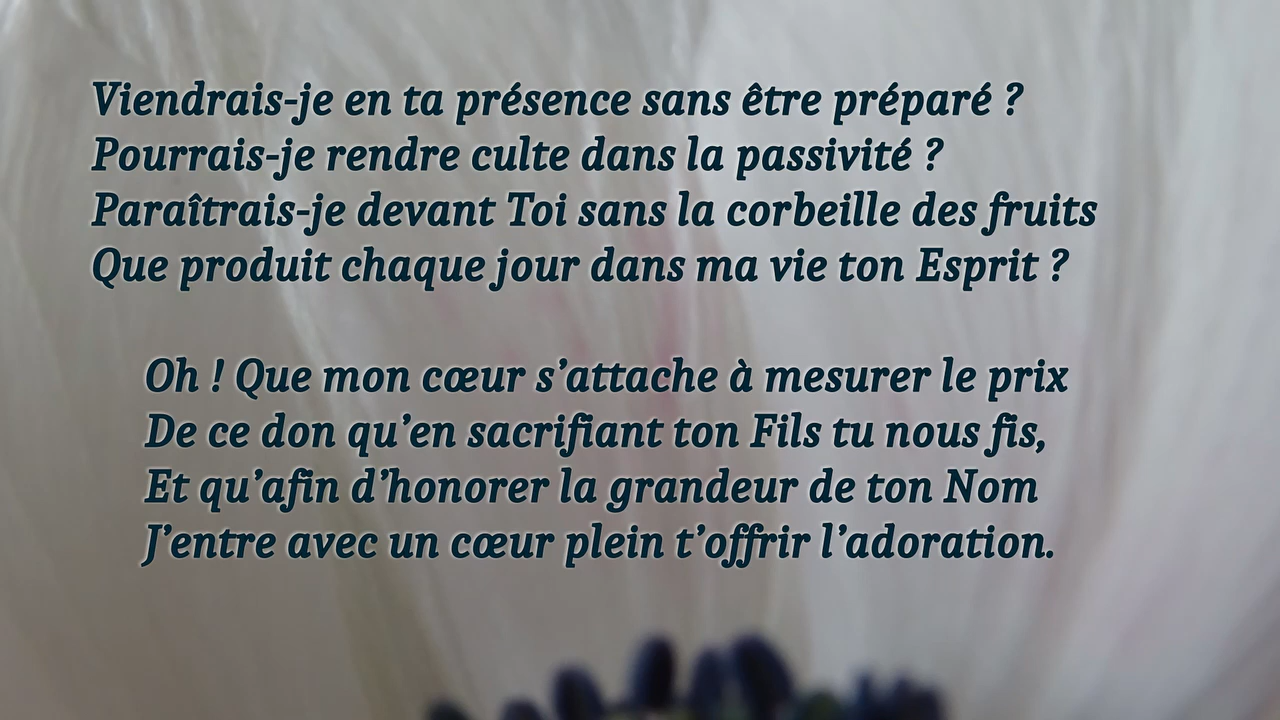 Viendrais-je en ta présence sans être préparé ?
Pourrais-je rendre culte dans la passivité ?
Paraîtrais-je devant Toi sans la corbeille des fruits
Que produit chaque jour dans ma vie ton Esprit ?
Oh ! Que mon cœur s’attache à mesurer le prix
De ce don qu’en sacrifiant ton Fils tu nous fis,
Et qu’afin d’honorer la grandeur de ton Nom
J’entre avec un cœur plein t’offrir l’adoration.